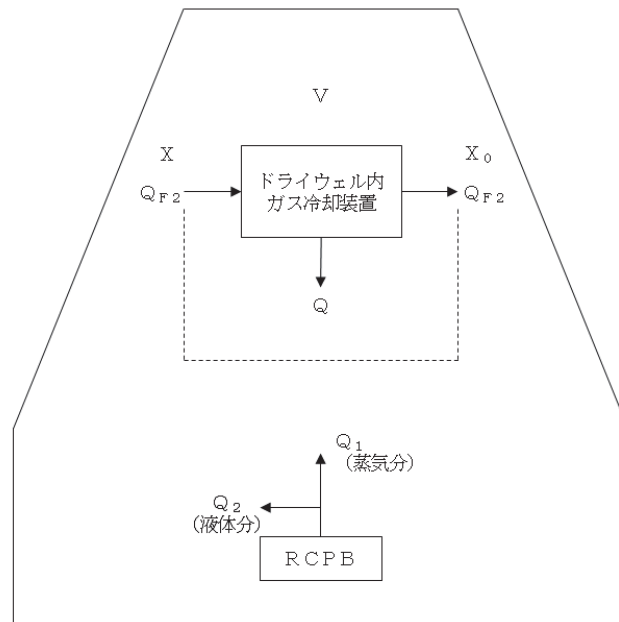 V
X
X₀
Q_F2
ドライウェル内
ガス冷却装置
Q_F2
Q
Q₁
(蒸気分)
Q₂
(液体分)
RCPB